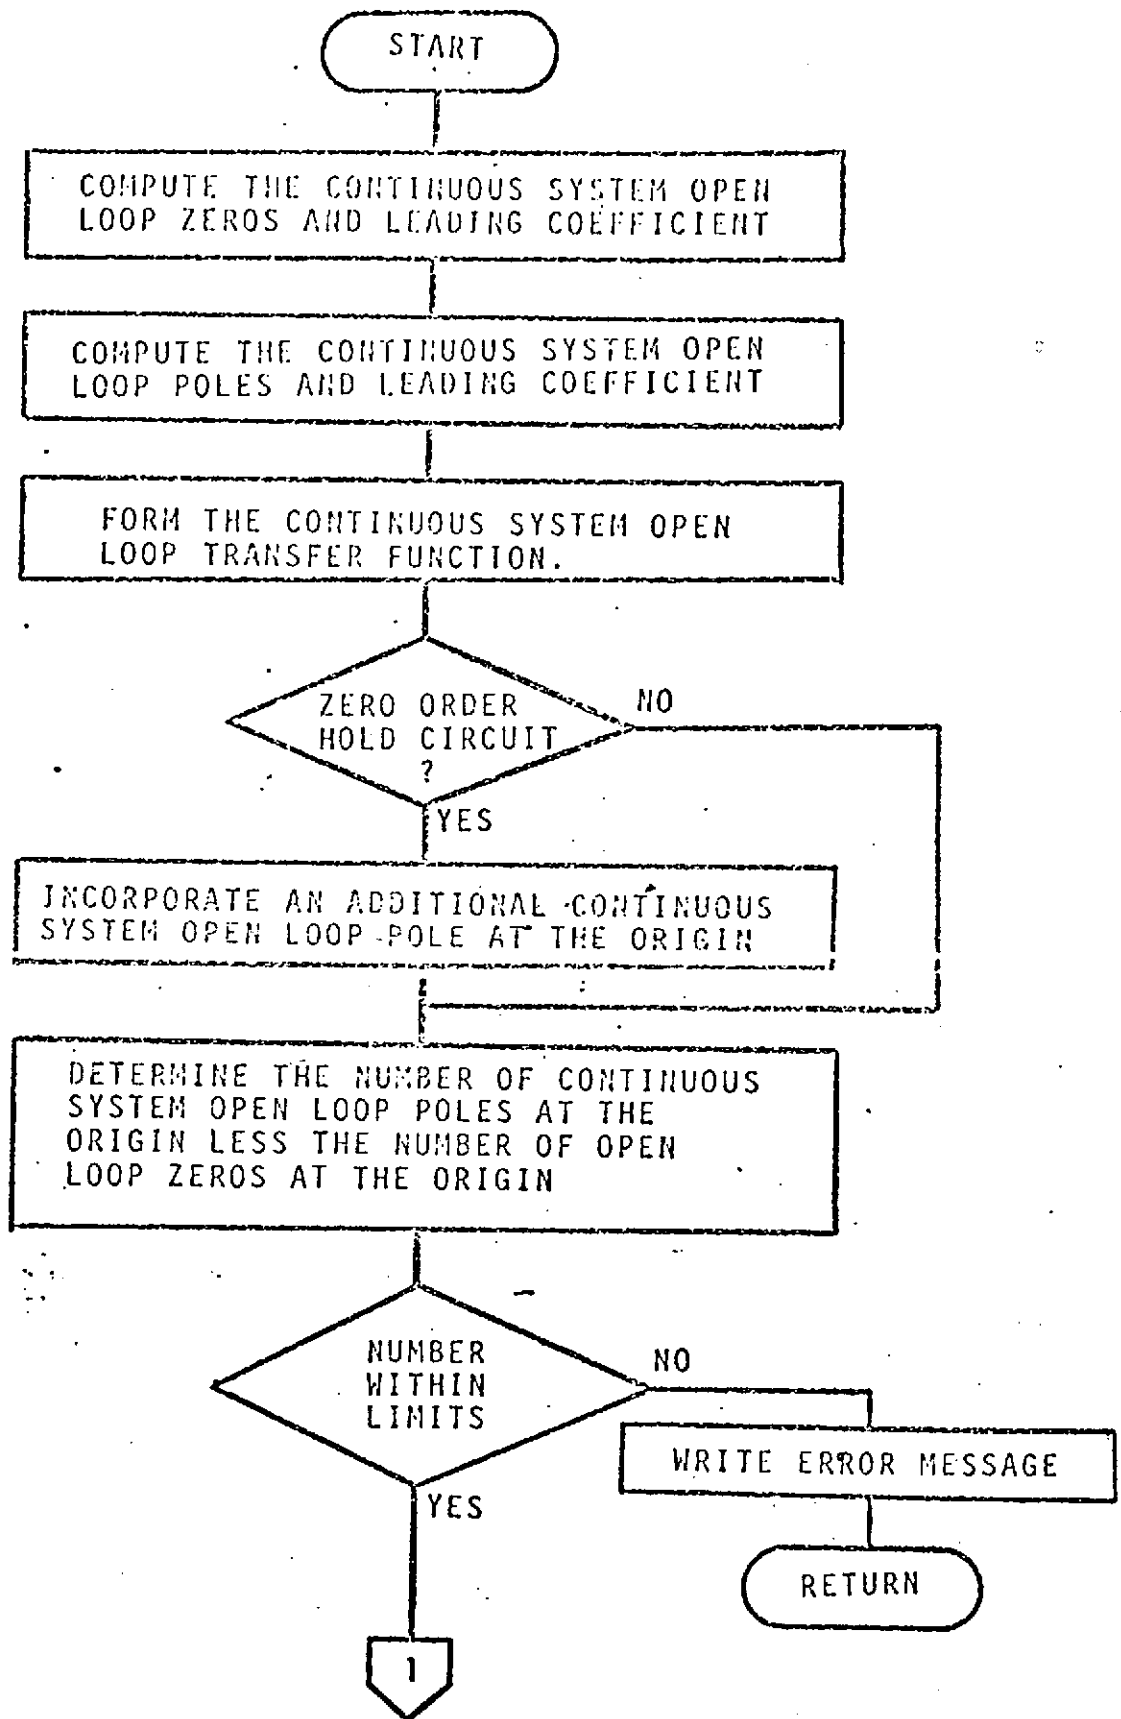 START
COMPUTE THE CONTINUOUS SYSTEM OPEN
LOOP ZEROS AND LEADING COEFFICIENT
COMPUTE THE CONTINUOUS SYSTEM OPEN
LOOP POLES AND LEADING COEFFICIENT
FORM THE CONTINUOUS SYSTEM OPEN
LOOP TRANSFER FUNCTION.
ZERO ORDER
HOLD CIRCUIT
?
NO
YES
INCORPORATE AN ADDITIONAL CONTINUOUS
SYSTEM OPEN LOOP POLE AT THE ORIGIN
DETERMINE THE NUMBER OF CONTINUOUS
SYSTEM OPEN LOOP POLES AT THE
ORIGIN LESS THE NUMBER OF OPEN
LOOP ZEROS AT THE ORIGIN
NUMBER
WITHIN
LIMITS
NO
WRITE ERROR MESSAGE
YES
RETURN
1